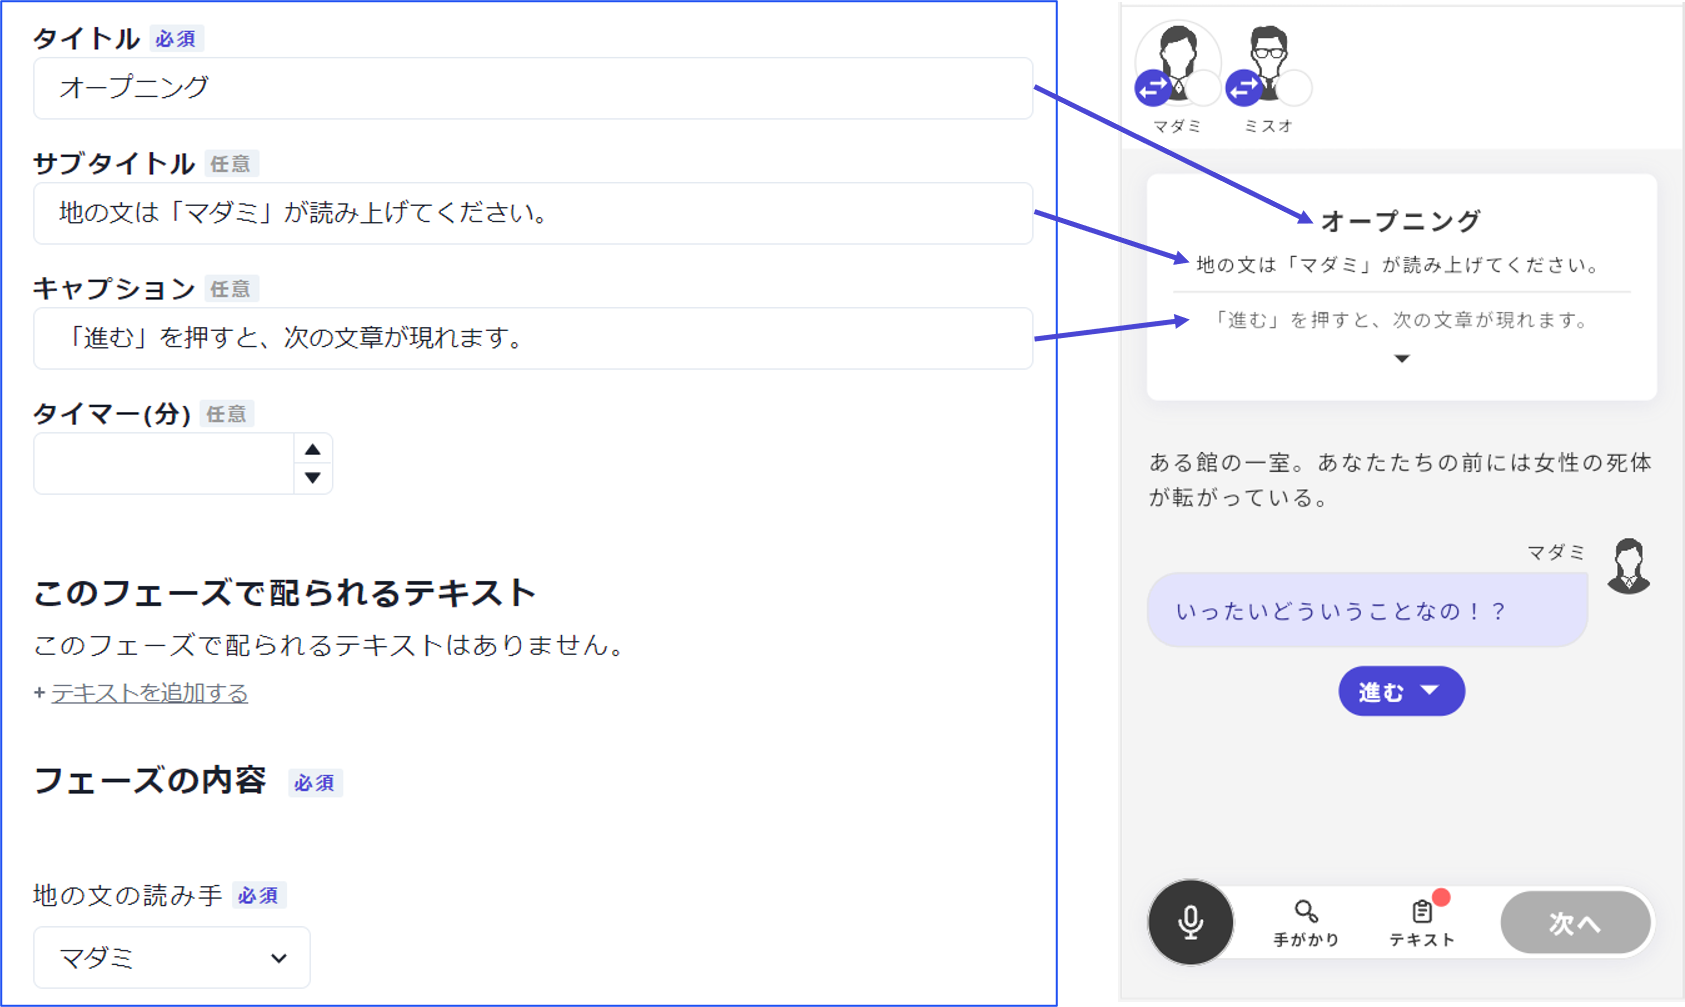 タイトル 必須
オープニング
サブタイトル 任意
地の文は「マダミ」が読み上げてください。
キャプション 任意
「進む」を押すと、次の文章が現れます。
タイマー(分) 任意
このフェーズで配られるテキスト
このフェーズで配られるテキストはありません。
+ テキストを追加する
フェーズの内容 必須
地の文の読み手 必須
マダミ
マダミ ミスオ
オープニング
地の文は「マダミ」が読み上げてください。
「進む」を押すと、次の文章が現れます。
ある館の一室。あなたたちの前には女性の死体
が転がっている。
マダミ
いったいどういうことなの！？
進む
手がかり テキスト 次へ